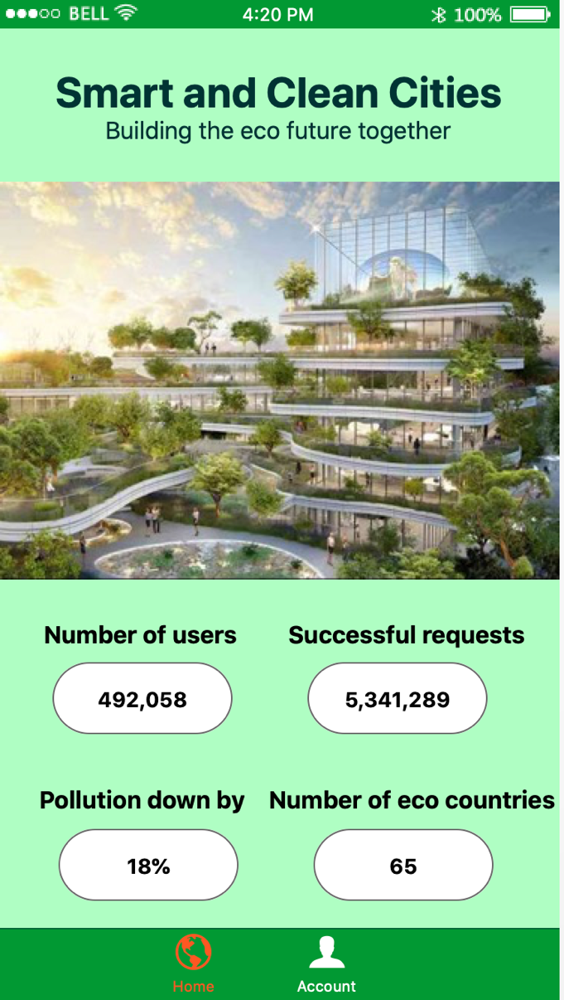 BELL 4:20 PM 100%
Smart and Clean Cities
Building the eco future together
Number of users Successful requests
492,058 5,341,289
Pollution down by Number of eco countries
18% 65
Home Account